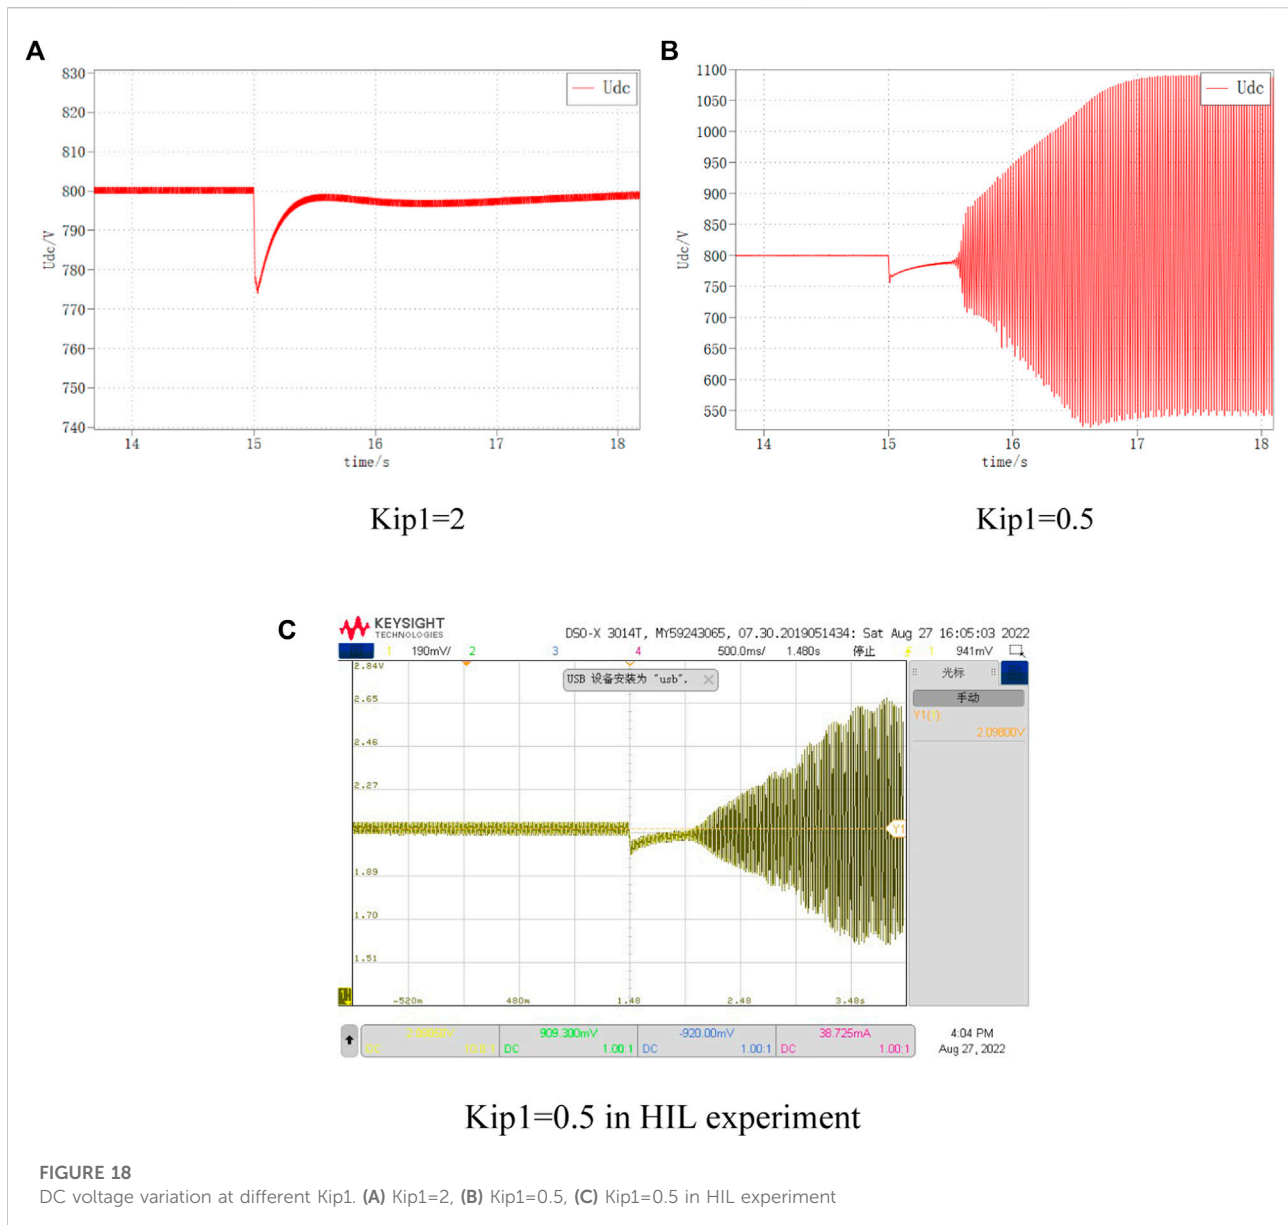 A
830
820
810
800
790
780
770
760
750
740
Udc/V
Udc
14
15
16
17
18
time/s
Kip1=2
B
1100
1050
1000
950
900
850
800
750
700
650
600
550
Udc/V
Udc
14
15
16
17
18
time/s
Kip1=0.5
C
KEYSIGHT
TECHNOLOGIES
DSO-X 3014T, MY59243065, 07.30.2019051434: Sat Aug 27 16:05:03 2022
1 190mV/ 2 3 4 500.0ms/ 1.480s 停止 1 941mV
2.84V
USB 设备安装为 "usb".
2.65
2.46
2.27
1.89
1.70
1.51
-520m 480m 1.48 2.48 3.48s
Y1
光标
手动
Y1(1):
2.09800V
909.300mV
DC 1.00:1
-920.00mV
DC 1.00:1
38.725mA
DC 1.00:1
4:04 PM
Aug 27, 2022
Kip1=0.5 in HIL experiment
FIGURE 18
DC voltage variation at different Kip1. (A) Kip1=2, (B) Kip1=0.5, (C) Kip1=0.5 in HIL experiment